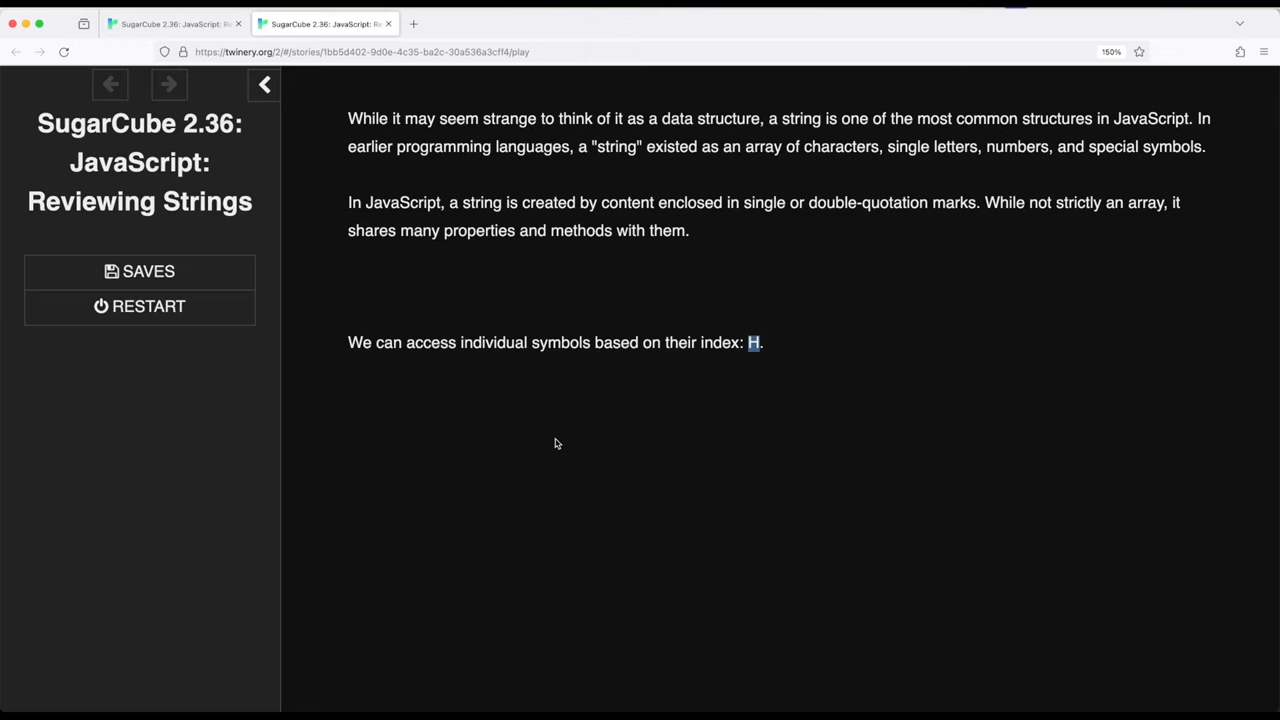 SugarCube 2.36: JavaScript: Re
SugarCube 2.36: JavaScript: Re
https://twinery.org/2/#/stories/1bb5d402-9d0e-4c35-ba2c-30a536a3cff4/play
150%
SugarCube 2.36:
JavaScript:
Reviewing Strings
SAVES
RESTART
While it may seem strange to think of it as a data structure, a string is one of the most common structures in JavaScript. In
earlier programming languages, a "string" existed as an array of characters, single letters, numbers, and special symbols.
In JavaScript, a string is created by content enclosed in single or double-quotation marks. While not strictly an array, it
shares many properties and methods with them.
We can access individual symbols based on their index: H.